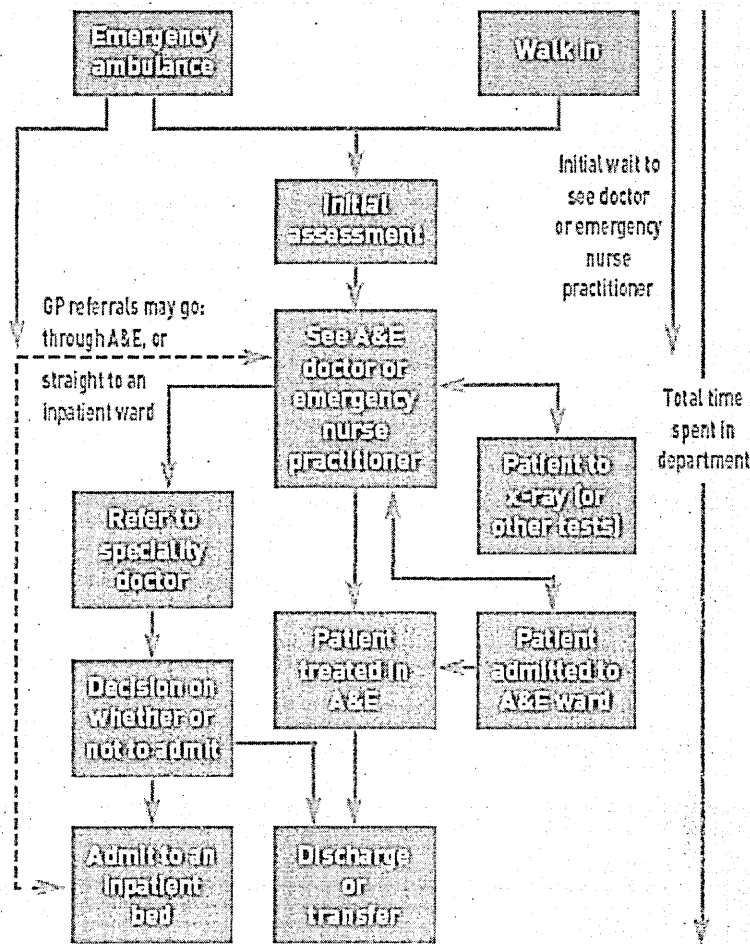 Emergency
ambulance
Walk in
Initial wait to
see doctor
or emergency
nurse
practitioner
Initial
assessment
GP referrals may go:
through A&E, or
straight to an
inpatient ward
See A&E
doctor or
emergency
nurse
practitioner
Total time
spent in
department
Patient to
x-ray (or
other tests)
Refer to
speciality
doctor
Patient
treated in
A&E
Patient
admitted to
A&E ward
Decision on
whether or
not to admit
Admit to an
inpatient
bed
Discharge
or
transfer